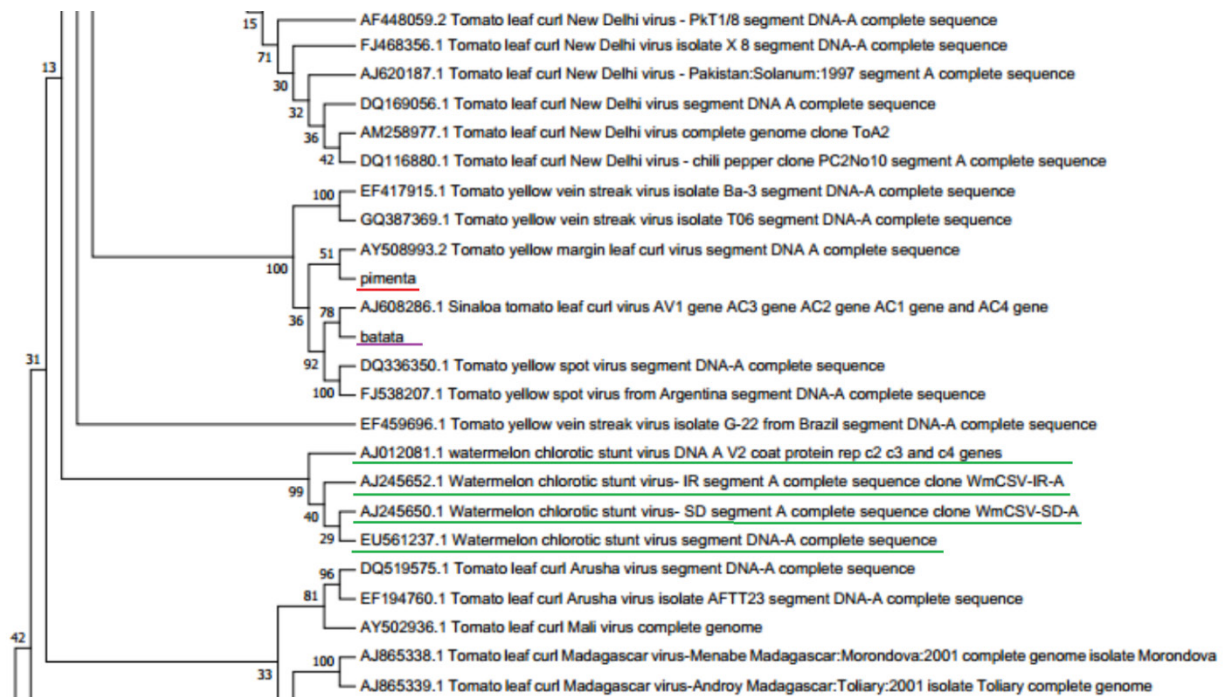 15
AF448059.2 Tomato leaf curl New Delhi virus - PkT1/8 segment DNA-A complete sequence
FJ468356.1 Tomato leaf curl New Delhi virus isolate X 8 segment DNA-A complete sequence
71
13
AJ620187.1 Tomato leaf curl New Delhi virus - Pakistan:Solanum:1997 segment A complete sequence
30
DQ169056.1 Tomato leaf curl New Delhi virus segment DNA A complete sequence
32
AM258977.1 Tomato leaf curl New Delhi virus complete genome clone ToA2
36
DQ116880.1 Tomato leaf curl New Delhi virus - chili pepper clone PC2No10 segment A complete sequence
42
EF417915.1 Tomato yellow vein streak virus isolate Ba-3 segment DNA-A complete sequence
100
GQ387369.1 Tomato yellow vein streak virus isolate T06 segment DNA-A complete sequence
AY508993.2 Tomato yellow margin leaf curl virus segment DNA A complete sequence
51
100
pimenta
AJ608286.1 Sinaloa tomato leaf curl virus AV1 gene AC3 gene AC2 gene AC1 gene and AC4 gene
78
36
batata
31
92
DQ336350.1 Tomato yellow spot virus segment DNA-A complete sequence
100
FJ538207.1 Tomato yellow spot virus from Argentina segment DNA-A complete sequence
EF459696.1 Tomato yellow vein streak virus isolate G-22 from Brazil segment DNA-A complete sequence
AJ012081.1 watermelon chlorotic stunt virus DNA A V2 coat protein rep c2 c3 and c4 genes
AJ245652.1 Watermelon chlorotic stunt virus- IR segment A complete sequence clone WmCSV-IR-A
99
AJ245650.1 Watermelon chlorotic stunt virus- SD segment A complete sequence clone WmCSV-SD-A
40
EU561237.1 Watermelon chlorotic stunt virus segment DNA-A complete sequence
29
DQ519575.1 Tomato leaf curl Arusha virus segment DNA-A complete sequence
96
EF194760.1 Tomato leaf curl Arusha virus isolate AFTT23 segment DNA-A complete sequence
81
AY502936.1 Tomato leaf curl Mali virus complete genome
42
AJ865338.1 Tomato leaf curl Madagascar virus-Menabe Madagascar:Morondova:2001 complete genome isolate Morondova
100
33
AJ865339.1 Tomato leaf curl Madagascar virus-Androy Madagascar:Toliary:2001 isolate Toliary complete genome